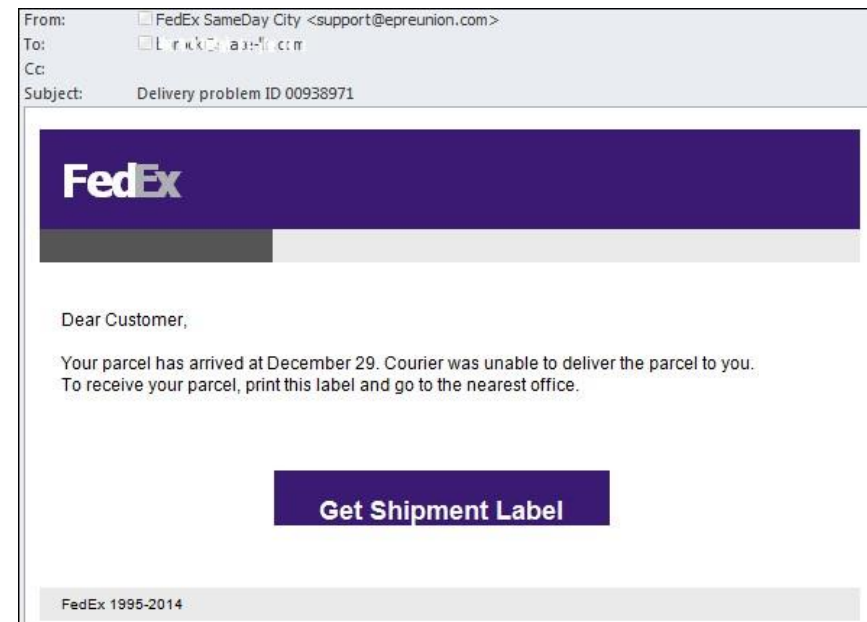 From: FedEx SameDay City <support@epreunion.com>
To:
Cc:
Subject: Delivery problem ID 00938971
FedEx
Dear Customer,
Your parcel has arrived at December 29. Courier was unable to deliver the parcel to you.
To receive your parcel, print this label and go to the nearest office.
Get Shipment Label
FedEx 1995-2014